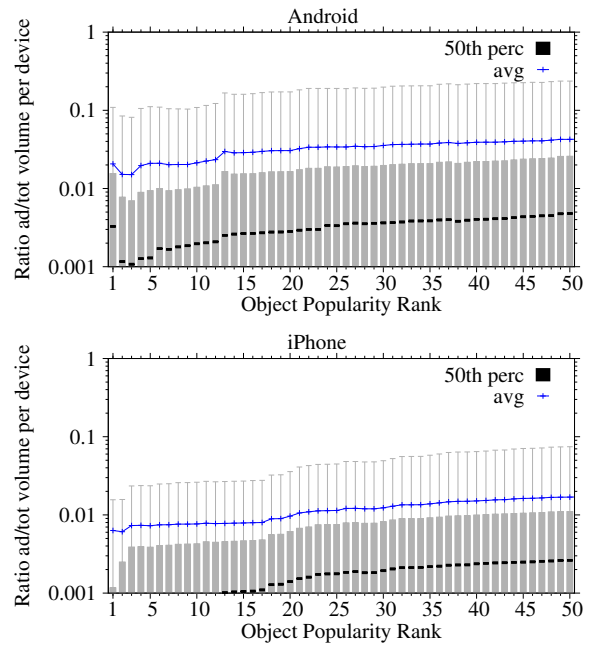 Android
Ratio ad/tot volume per device
1
0.1
0.01
0.001
50th perc
avg
1 5 10 15 20 25 30 35 40 45 50
Object Popularity Rank
iPhone
Ratio ad/tot volume per device
1
0.1
0.01
0.001
50th perc
avg
1 5 10 15 20 25 30 35 40 45 50
Object Popularity Rank